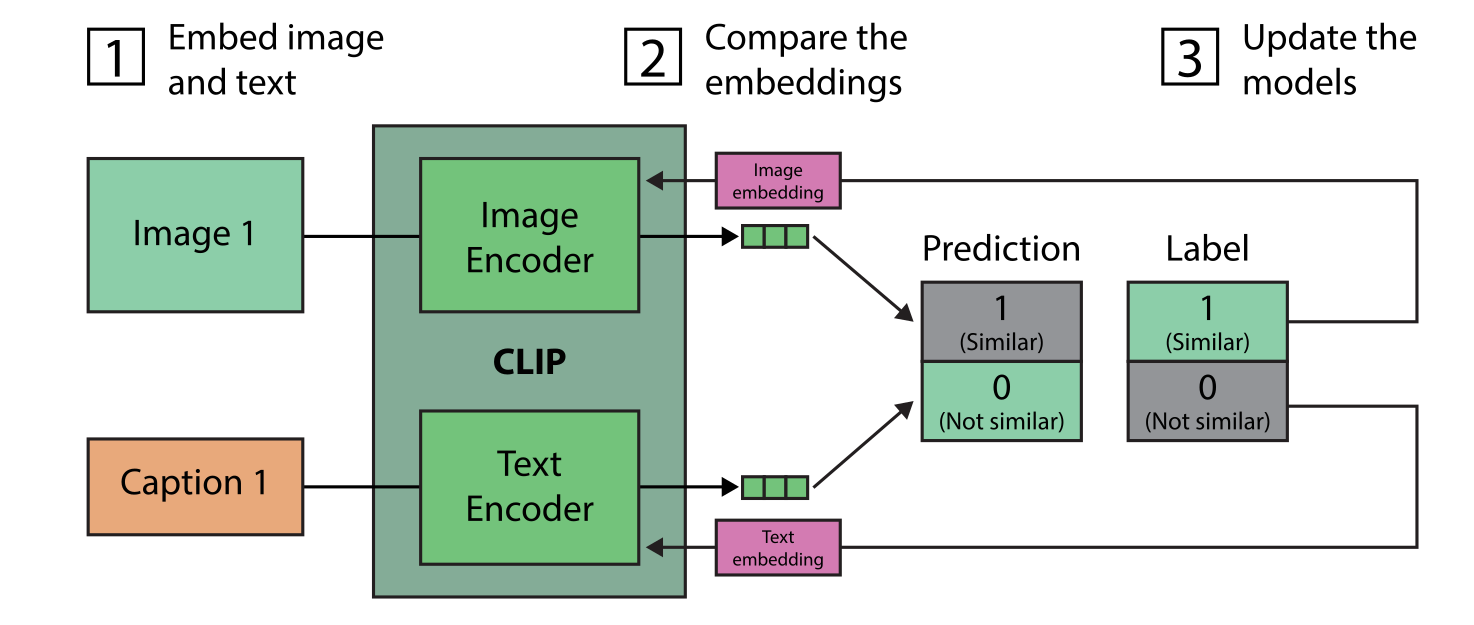 1
Embed image
and text
2
Compare the
embeddings
3
Update the
models
Image 1
Image
Encoder
Image
embedding
Prediction
Label
1
(Similar)
0
(Not similar)
1
(Similar)
0
(Not similar)
CLIP
Caption 1
Text
Encoder
Text
embedding